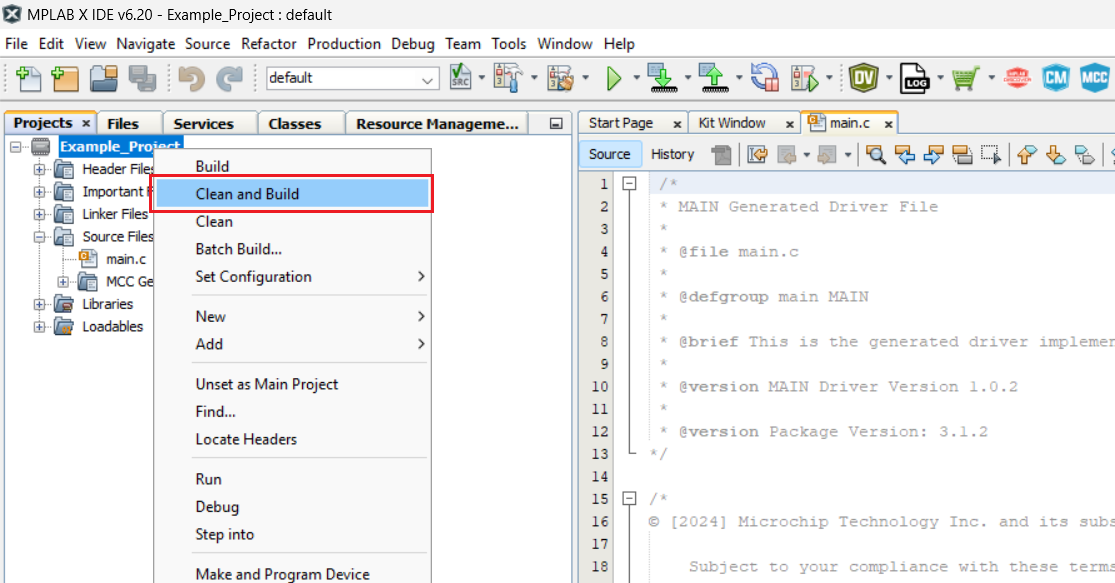 MPLAB X IDE v6.20 - Example_Project : default
File Edit View Navigate Source Refactor Production Debug Team Tools Window Help
default
SRC
DV
LOG
CM
MCC
Projects × Files Services Classes Resource Manageme...
Example_Project
Header Files
Important
Linker Files
Source Files
main.c
MCC Ge
Libraries
Loadables
Build
Clean and Build
Clean
Batch Build...
Set Configuration
New
Add
Unset as Main Project
Find...
Locate Headers
Run
Debug
Step into
Make and Program Device
Start Page × Kit Window × main.c ×
Source History
1 /*
2 * MAIN Generated Driver File
3 *
4 * @file main.c
5 *
6 * @defgroup main MAIN
7 *
8 * @brief This is the generated driver implemen
9 *
10 * @version MAIN Driver Version 1.0.2
11 *
12 * @version Package Version: 3.1.2
13 */
14
15 /*
16 © [2024] Microchip Technology Inc. and its subs
17
18 Subject to your compliance with these terms